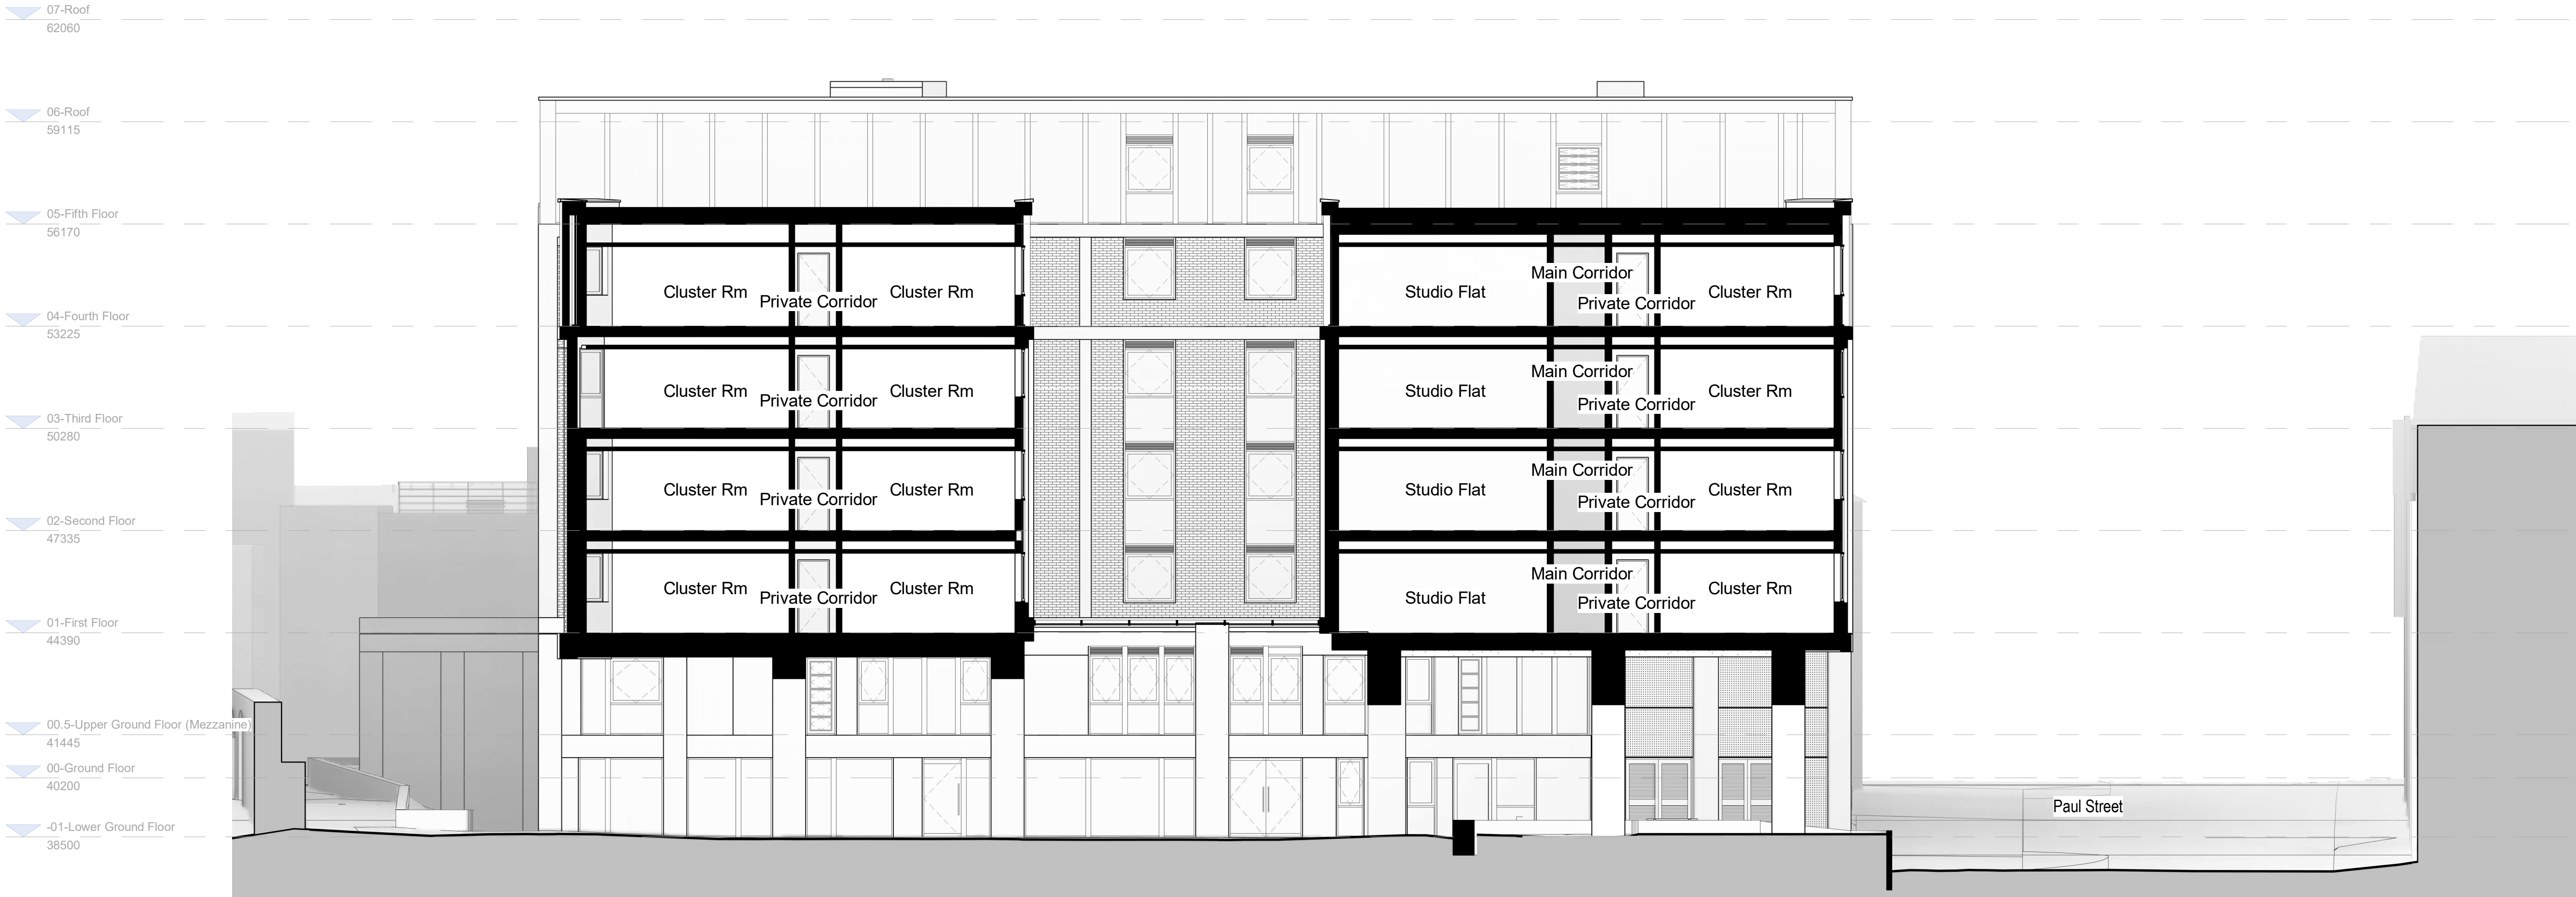 07-Roof
62060
06-Roof
59115
05-Fifth Floor
56170
Main Corridor
Cluster Rm
Cluster Rm
Studio Flat
Cluster Rm
Private Corridor
Private Corridor
04-Fourth Floor
53225
Main Corridor
Cluster Rm
Cluster Rm
Studio Flat
Cluster Rm
Private Corridor
Private Corridor
03-Third Floor
50280
Main Corridor
Cluster Rm
Cluster Rm
Studio Flat
Cluster Rm
Private Corridor
Private Corridor
02-Second Floor
47335
Main Corridor
Cluster Rm
Cluster Rm
Studio Flat
Cluster Rm
Private Corridor
Private Corridor
01-First Floor
44390
00.5-Upper Ground Floor (Mezzanine)
41445
00-Ground Floor
40200
Paul Street
-01-Lower Ground Floor
38500